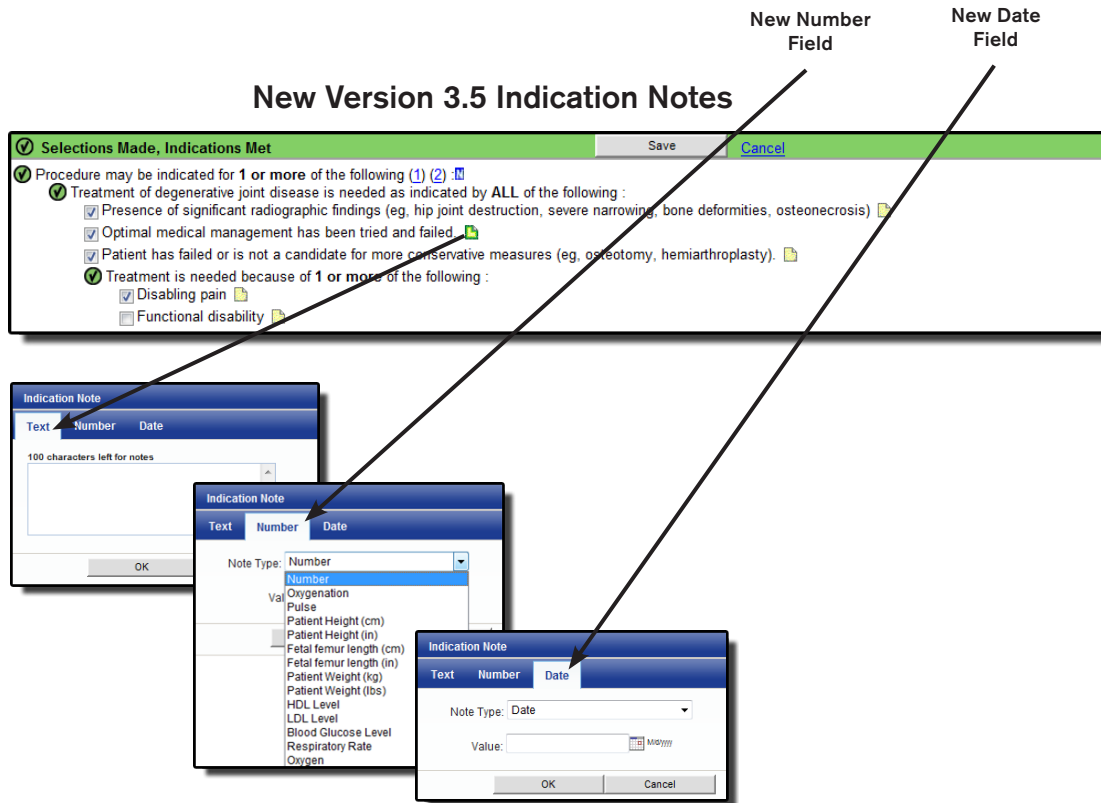 New Number
Field
New Date
Field
New Version 3.5 Indication Notes
Selections Made, Indications Met
Save
Cancel
Procedure may be indicated for 1 or more of the following (1) (2) :N
Treatment of degenerative joint disease is needed as indicated by ALL of the following :
Presence of significant radiographic findings (eg, hip joint destruction, severe narrowing, bone deformities, osteonecrosis)
Optimal medical management has been tried and failed.
Patient has failed or is not a candidate for more conservative measures (eg, osteotomy, hemiarthroplasty).
Treatment is needed because of 1 or more of the following :
Disabling pain
Functional disability
Indication Note
Text Number Date
100 characters left for notes
OK
Indication Note
Text Number Date
Note Type: Number
Number
Oxygenation
Val
Pulse
Patient Height (cm)
Patient Height (in)
Fetal femur length (cm)
Fetal femur length (in)
Patient Weight (kg)
Patient Weight (lbs)
HDL Level
LDL Level
Blood Glucose Level
Respiratory Rate
Oxygen
Indication Note
Text Number Date
Note Type: Date
Value: M/d/yyyy
OK Cancel